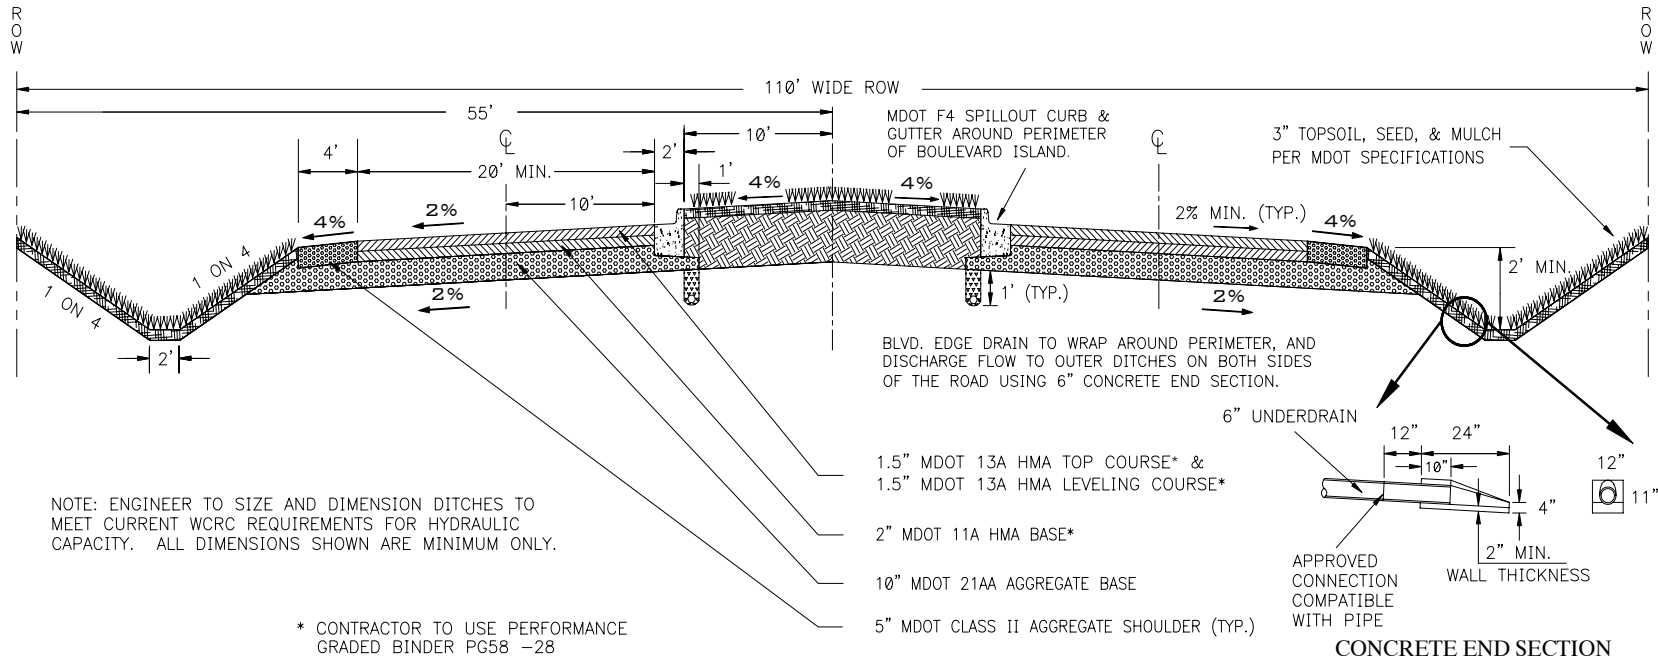 ROW
ROW
110' WIDE ROW
55'
10'
MDOT F4 SPILLOUT CURB &
GUTTER AROUND PERIMETER
OF BOULEVARD ISLAND.
℄
℄
3" TOPSOIL, SEED, & MULCH
PER MDOT SPECIFICATIONS
4'
20' MIN.
2'
1'
10'
4%
4%
4%
2%
2% MIN. (TYP.)
4%
1 ON 4
1 ON 4
2' MIN.
2%
1' (TYP.)
2%
2'
BLVD. EDGE DRAIN TO WRAP AROUND PERIMETER, AND
DISCHARGE FLOW TO OUTER DITCHES ON BOTH SIDES
OF THE ROAD USING 6" CONCRETE END SECTION.
6" UNDERDRAIN
12"
24"
10"
12"
11"
4"
2" MIN.
WALL THICKNESS
APPROVED
CONNECTION
COMPATIBLE
WITH PIPE
CONCRETE END SECTION
1.5" MDOT 13A HMA TOP COURSE* &
1.5" MDOT 13A HMA LEVELING COURSE*
2" MDOT 11A HMA BASE*
10" MDOT 21AA AGGREGATE BASE
5" MDOT CLASS II AGGREGATE SHOULDER (TYP.)
NOTE: ENGINEER TO SIZE AND DIMENSION DITCHES TO
MEET CURRENT WCRC REQUIREMENTS FOR HYDRAULIC
CAPACITY. ALL DIMENSIONS SHOWN ARE MINIMUM ONLY.
* CONTRACTOR TO USE PERFORMANCE
GRADED BINDER PG58 -28